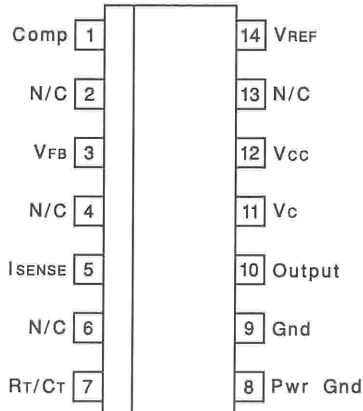 Comp 1 14 VREF
N/C 2 13 N/C
VFB 3 12 Vcc
N/C 4 11 Vc
ISENSE 5 10 Output
N/C 6 9 Gnd
RT/CT 7 8 Pwr Gnd